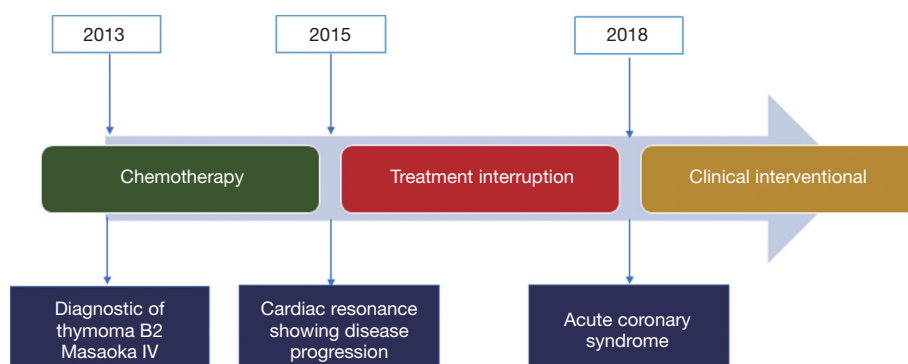 2013
2015
2018
Chemotherapy
Treatment interruption
Clinical interventional
Diagnostic of
thymoma B2
Masaoka IV
Cardiac resonance
showing disease
progression
Acute coronary
syndrome